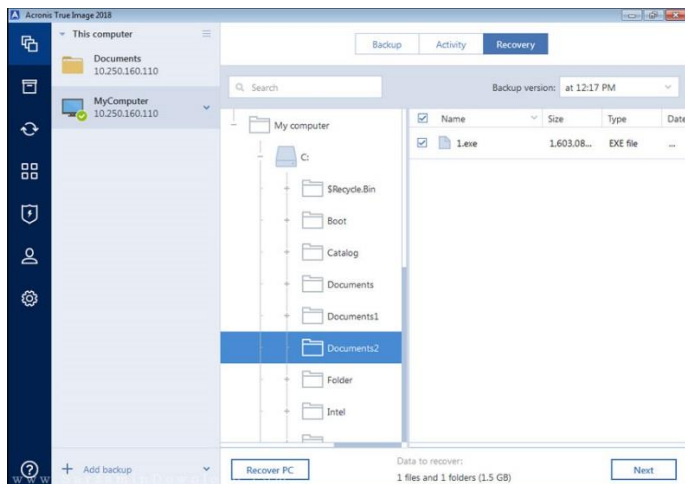 Acronis True Image 2018
This computer
Documents
10.250.160.110
MyComputer
10.250.160.110
Add backup
Backup Activity Recovery
Search
Backup version: at 12:17 PM
My computer
C:
$Recycle.Bin
Boot
Catalog
Documents
Documents1
Documents2
Folder
Intel
Name Size Type Date
1.exe 1.603,08... EXE file ...
Recover PC
Data to recover:
1 files and 1 folders (1.5 GB)
Next